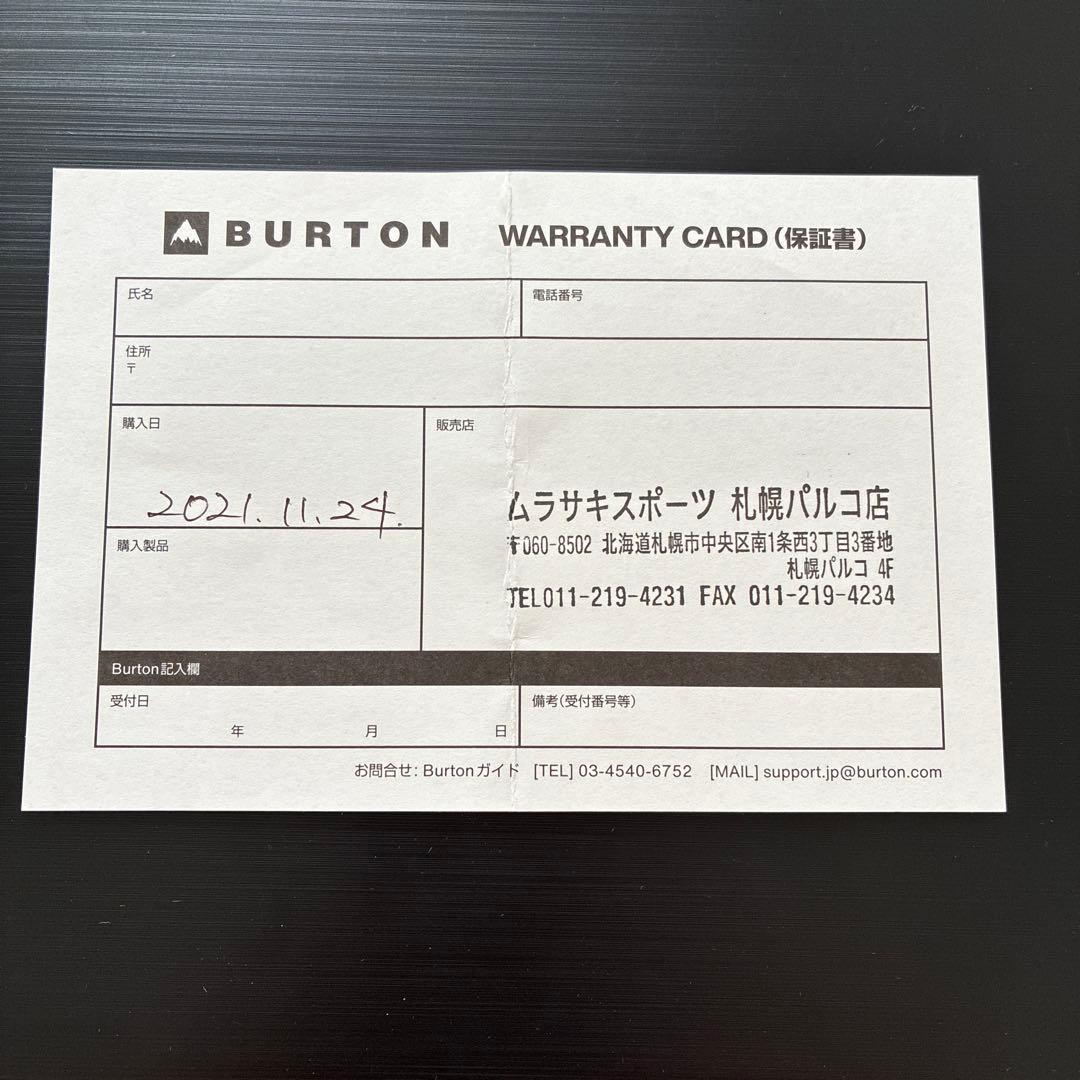 BURTON WARRANTY CARD(保証書)
氏名 電話番号
住所
〒
購入日 販売店
2021.11.24.
ムラサキスポーツ 札幌パルコ店
〒060-8502 北海道札幌市中央区南1条西3丁目3番地
札幌パルコ 4F
TEL011-219-4231 FAX 011-219-4234
購入製品
Burton記入欄
受付日 備考(受付番号等)
年 月 日
お問合せ: Burtonガイド [TEL] 03-4540-6752 [MAIL] support.jp@burton.com